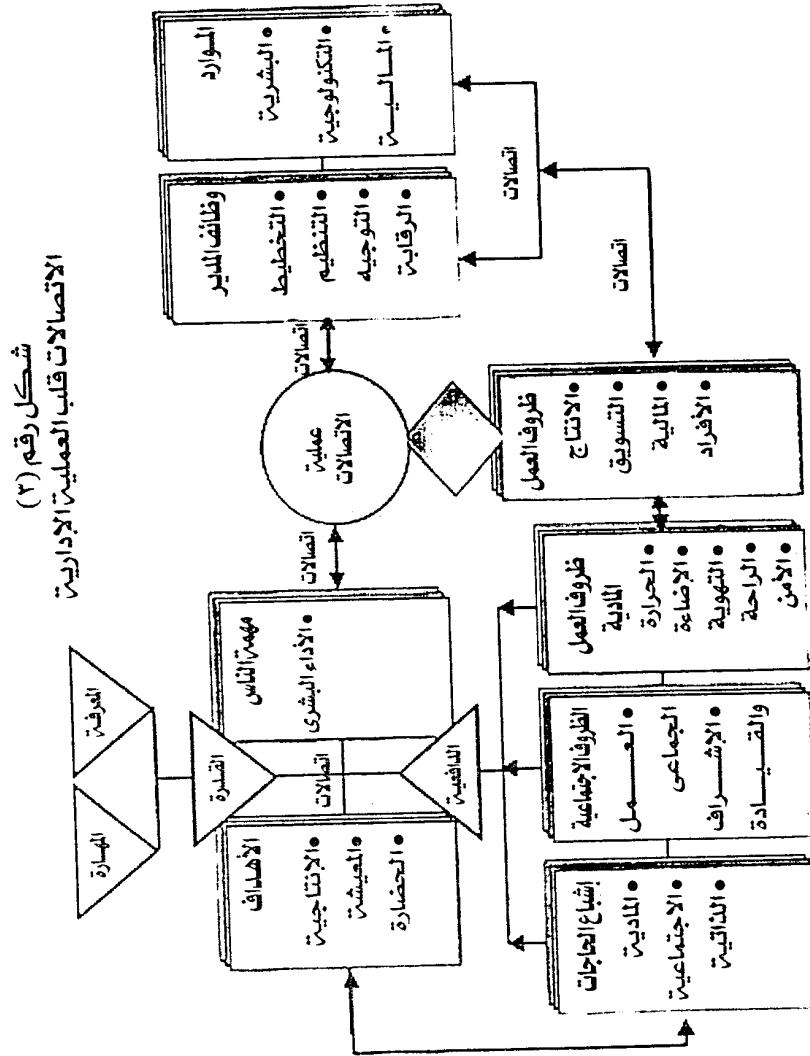 شكل رقم (٣)
الاتصالات قلب العملية الإدارية
الموارد
• البشرية
• التكنولوجية
• المالية
وظائف المدير
• التخطيط
• التنظيم
• التوجيه
• الرقابة
اتصالات
اتصالات
اتصالات
عملية
الاتصالات
اتصالات
مهمة الناس
• الأداء البشرى
المعرفة
المهارة
القدرة
اتصالات
الدافعية
الأهداف
• الإنتاجية
• المعيشة
• الحضارة
ظروف العمل
• الانتاج
• المالية
• التسويق
• الأفراد
ظروف العمل
المادية
• الحرارة
• الإضاءة
• التهوية
• الراحة
• الأمن
الظروف الاجتماعية
• العمل
الجماعى
• الإشراف
والقيادة
إشباع الحاجات
• المادية
• الاجتماعية
• الذاتية